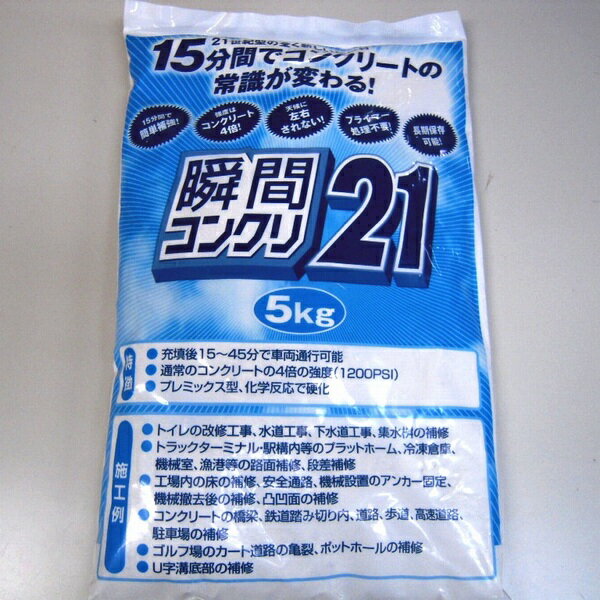 21世紀型の全く新しい
15分間でコンクリートの
常識が変わる!
15分間で
簡単補強!
強度は
コンクリート
4倍!
天候に
左右
されない!
プライマー
処理不要!
長期保存
可能!
瞬間
コンクリ
21
5kg
特徴
● 充填後15~45分で車両通行可能
● 通常のコンクリートの4倍の強度(1200PSI)
● プレミックス型、化学反応で硬化
施工例
● トイレの改修工事、水道工事、下水道工事、集水桝の補修
● トラックターミナル・駅構内等のプラットホーム、冷凍倉庫、
機械室、漁港等の路面補修、段差補修
● 工場内の床の補修、安全通路、機械設置のアンカー固定、
機械撤去後の補修、凸凹面の補修
● コンクリートの橋梁、鉄道踏み切り内、道路、歩道、高速道路、
駐車場の補修
● ゴルフ場のカート道路の亀裂、ポットホールの補修
● U字溝底部の補修